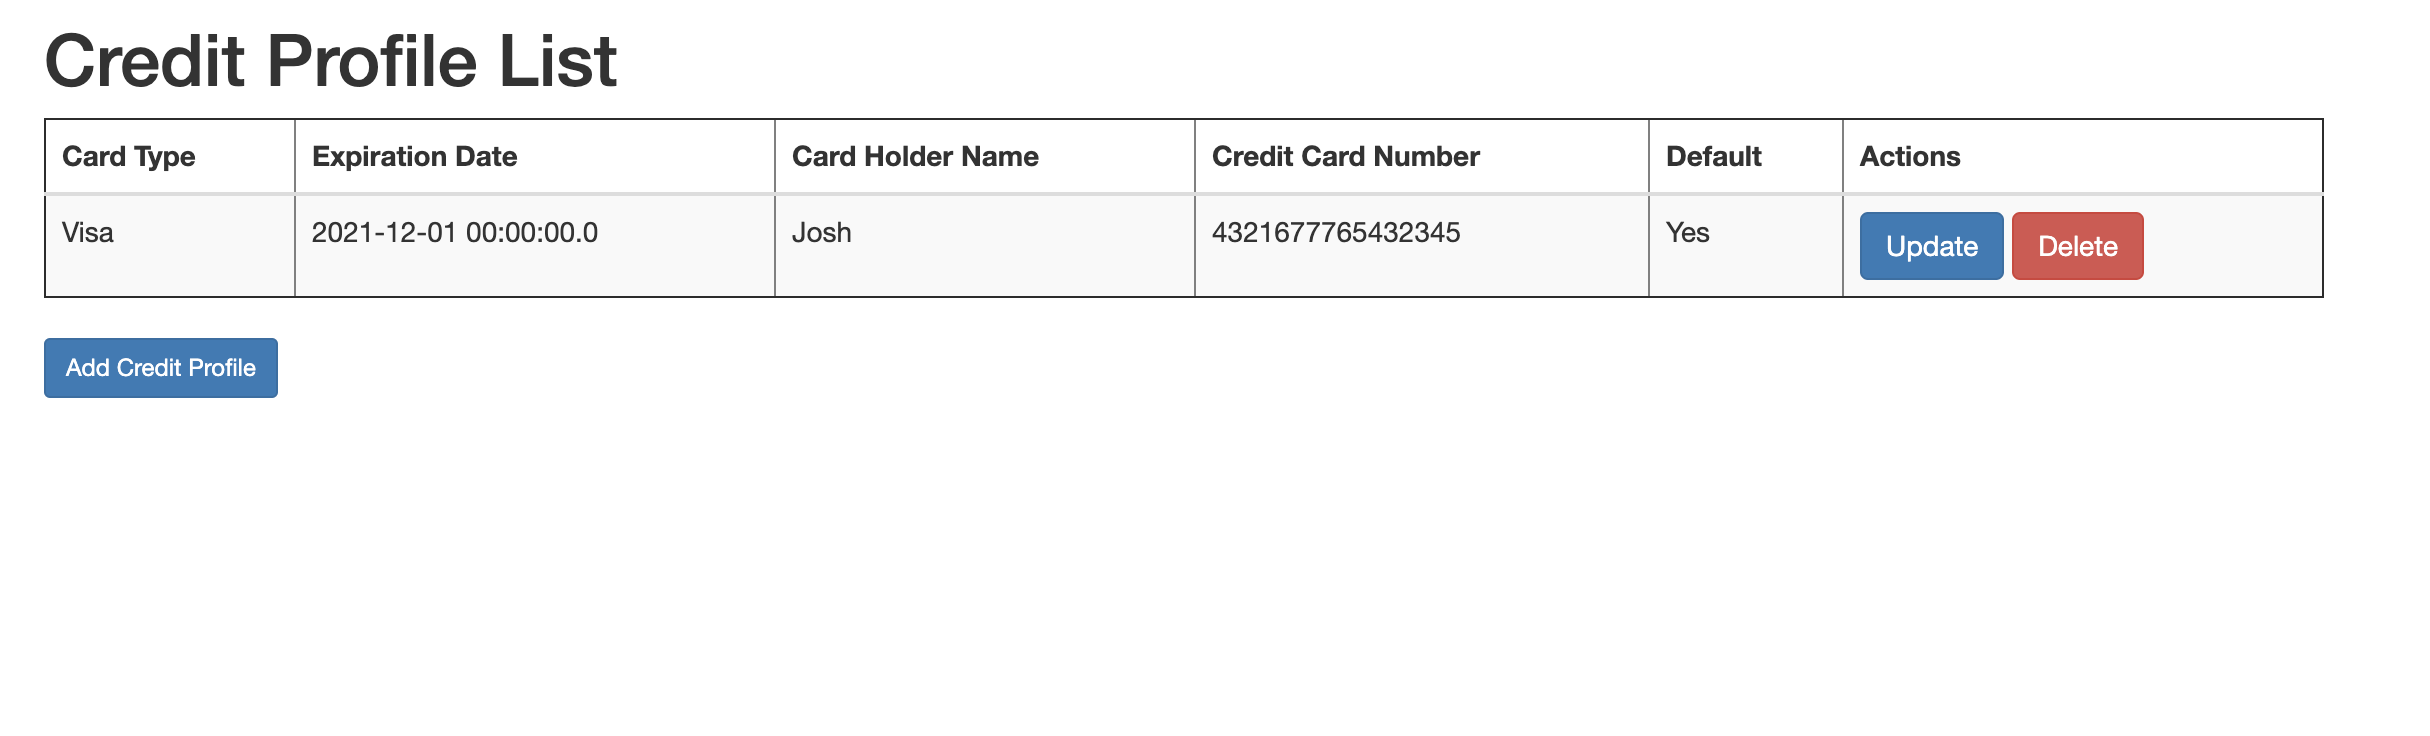 Credit Profile List
Card Type Expiration Date Card Holder Name Credit Card Number Default Actions
Visa 2021-12-01 00:00:00.0 Josh 4321677765432345 Yes Update Delete
Add Credit Profile